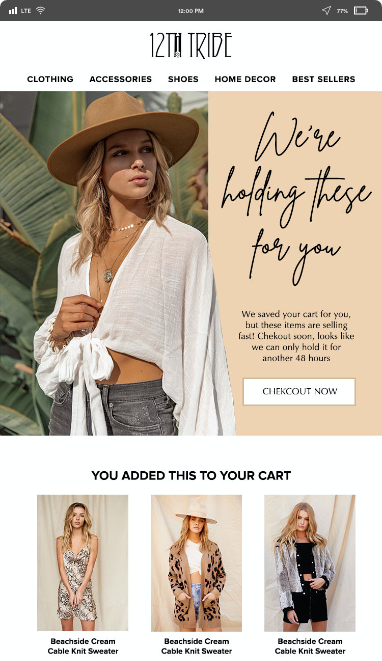 LTE
12:00 PM
77%
12TH TRIBE
CLOTHING ACCESSORIES SHOES HOME DECOR BEST SELLERS
We're
holding these
for you
We saved your cart for you,
but these items are selling
fast! Chekout soon, looks like
we can only hold it for
another 48 hours
CHEKCOUT NOW
YOU ADDED THIS TO YOUR CART
Beachside Cream
Cable Knit Sweater
Beachside Cream
Cable Knit Sweater
Beachside Cream
Cable Knit Sweater